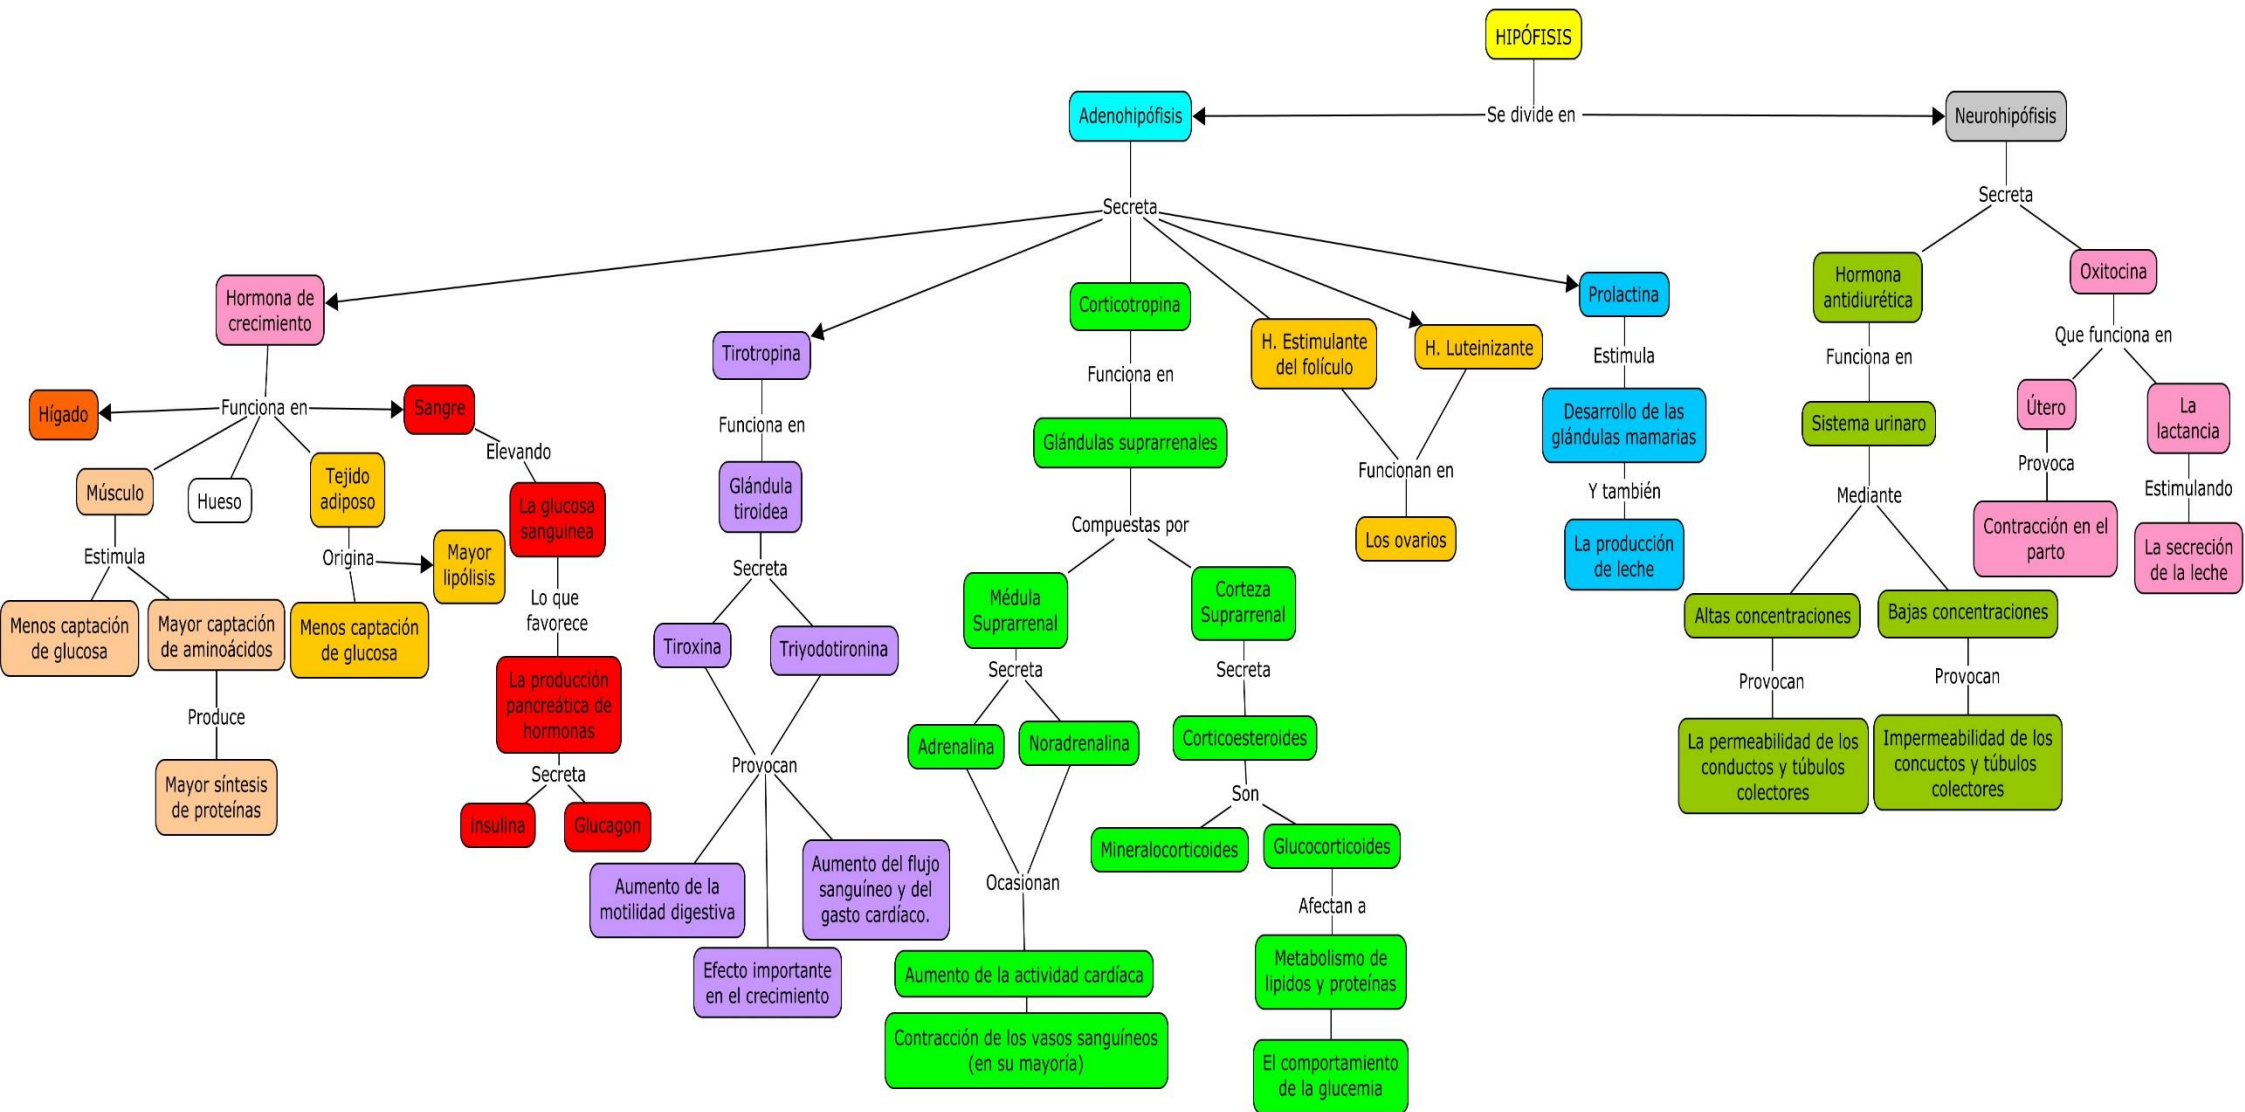 HIPÓFISIS
Se divide en
Adenohipófisis
Neurohipófisis
Secreta
Hormona de
crecimiento
Funciona en
Hígado
Músculo
Estimula
Menos captación
de glucosa
Mayor captación
de aminoácidos
Produce
Mayor síntesis
de proteínas
Hueso
Tejido
adiposo
Origina
Mayor
lipólisis
Menos captación
de glucosa
Sangre
Elevando
La glucosa
sanguinea
Lo que
favorece
La producción
pancreática de
hormonas
Secreta
insulina
Glucagon
Tirotropina
Funciona en
Glándula
tiroidea
Secreta
Tiroxina
Triyodotironina
Provocan
Aumento de la
motilidad digestiva
Efecto importante
en el crecimiento
Aumento del flujo
sanguíneo y del
gasto cardíaco.
Corticotropina
Funciona en
Glándulas suprarrenales
Compuestas por
Médula
Suprarrenal
Secreta
Adrenalina
Noradrenalina
Ocasionan
Aumento de la actividad cardíaca
Contracción de los vasos sanguíneos
(en su mayoría)
Corteza
Suprarrenal
Secreta
Corticoesteroides
Son
Mineralocorticoides
Glucocorticoides
Afectan a
Metabolismo de
lipidos y proteínas
El comportamiento
de la glucemia
H. Estimulante
del folículo
H. Luteinizante
Funcionan en
Los ovarios
Prolactina
Estimula
Desarrollo de las
glándulas mamarias
Y también
La producción
de leche
Secreta
Hormona
antidiurética
Funciona en
Sistema urinaro
Mediante
Altas concentraciones
Provocan
La permeabilidad de los
conductos y túbulos
colectores
Bajas concentraciones
Provocan
Impermeabilidad de los
concuctos y túbulos
colectores
Oxitocina
Que funciona en
Útero
Provoca
Contracción en el
parto
La
lactancia
Estimulando
La secreción
de la leche